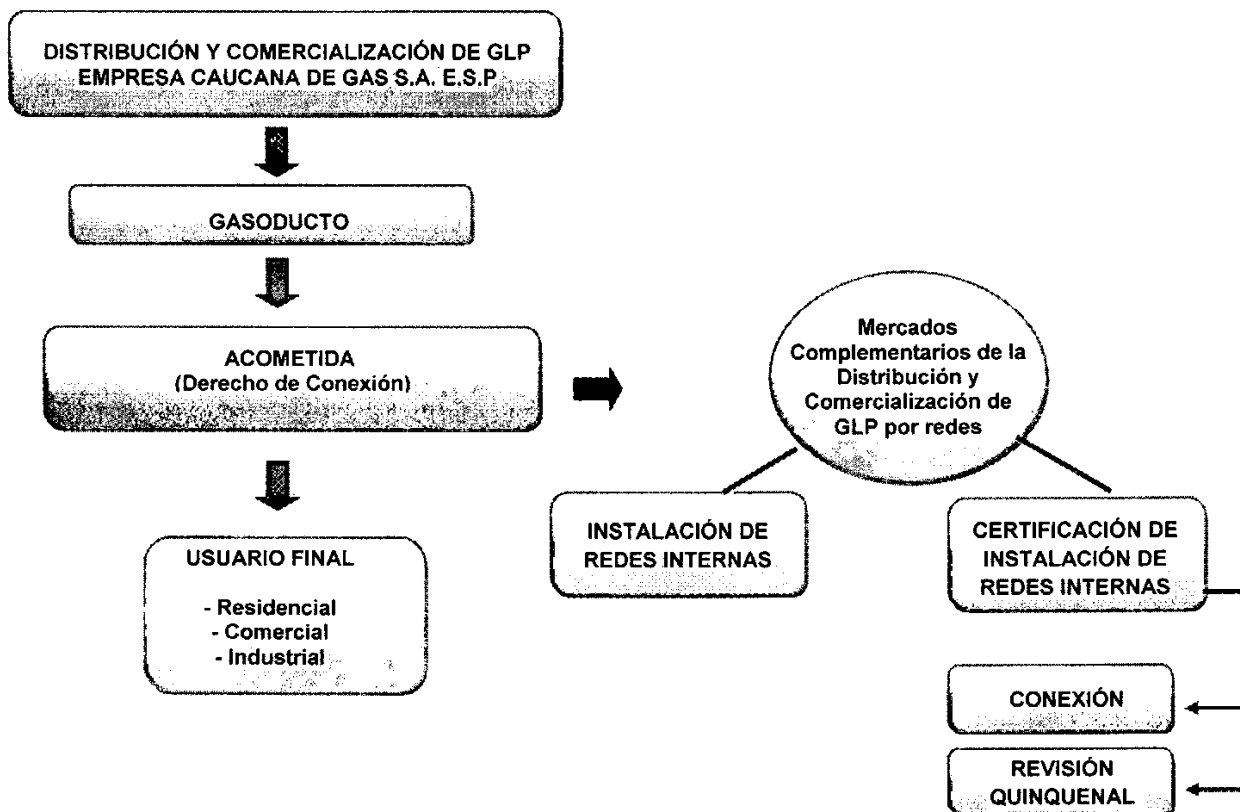 DISTRIBUCIÓN Y COMERCIALIZACIÓN DE GLP
EMPRESA CAUCANA DE GAS S.A. E.S.P
GASODUCTO
ACOMETIDA
(Derecho de Conexión)
USUARIO FINAL
- Residencial
- Comercial
- Industrial
Mercados
Complementarios de la
Distribución y
Comercialización de
GLP por redes
INSTALACIÓN DE
REDES INTERNAS
CERTIFICACIÓN DE
INSTALACIÓN DE
REDES INTERNAS
CONEXIÓN
REVISIÓN
QUINQUENAL